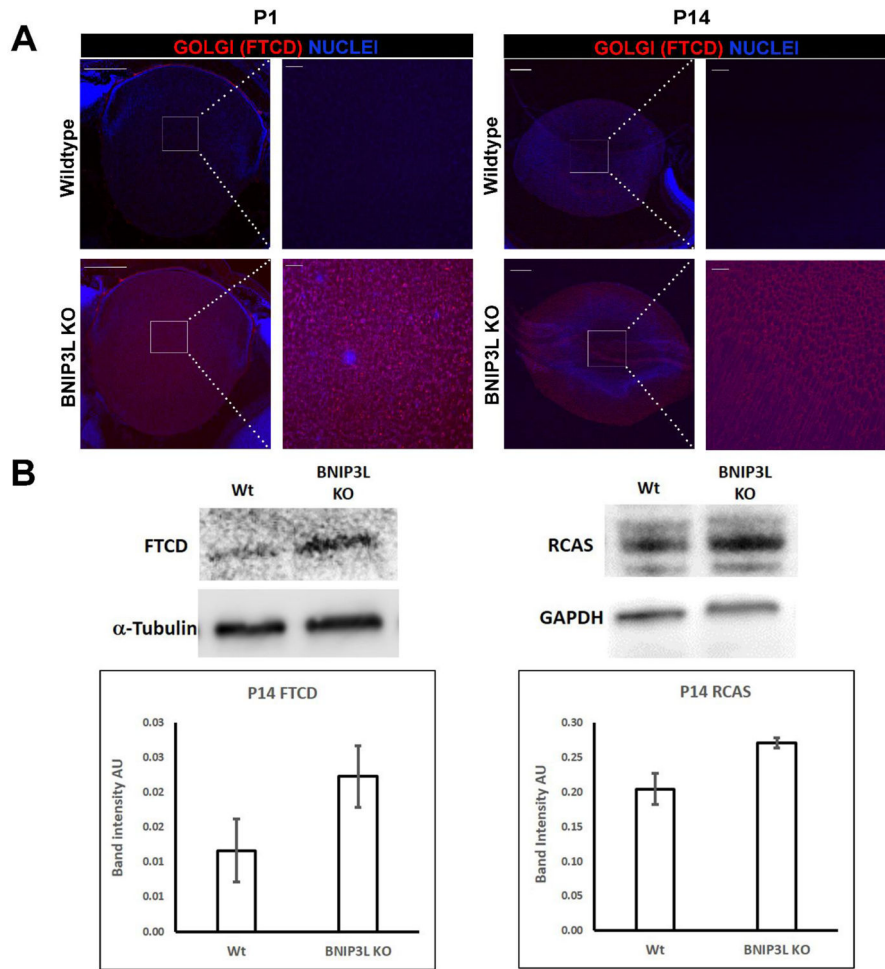 P1 P14
A
GOLGI (FTCD) NUCLEI GOLGI (FTCD) NUCLEI
Wildtype Wildtype
BNIP3L KO BNIP3L KO
B
Wt BNIP3L KO
FTCD
α-Tubulin
Wt BNIP3L KO
RCAS
GAPDH
P14 FTCD
Band intensity AU
0.03
0.03
0.02
0.02
0.01
0.01
0.00
Wt BNIP3L KO
P14 RCAS
Band Intensity AU
0.30
0.25
0.20
0.15
0.10
0.05
0.00
Wt BNIP3L KO